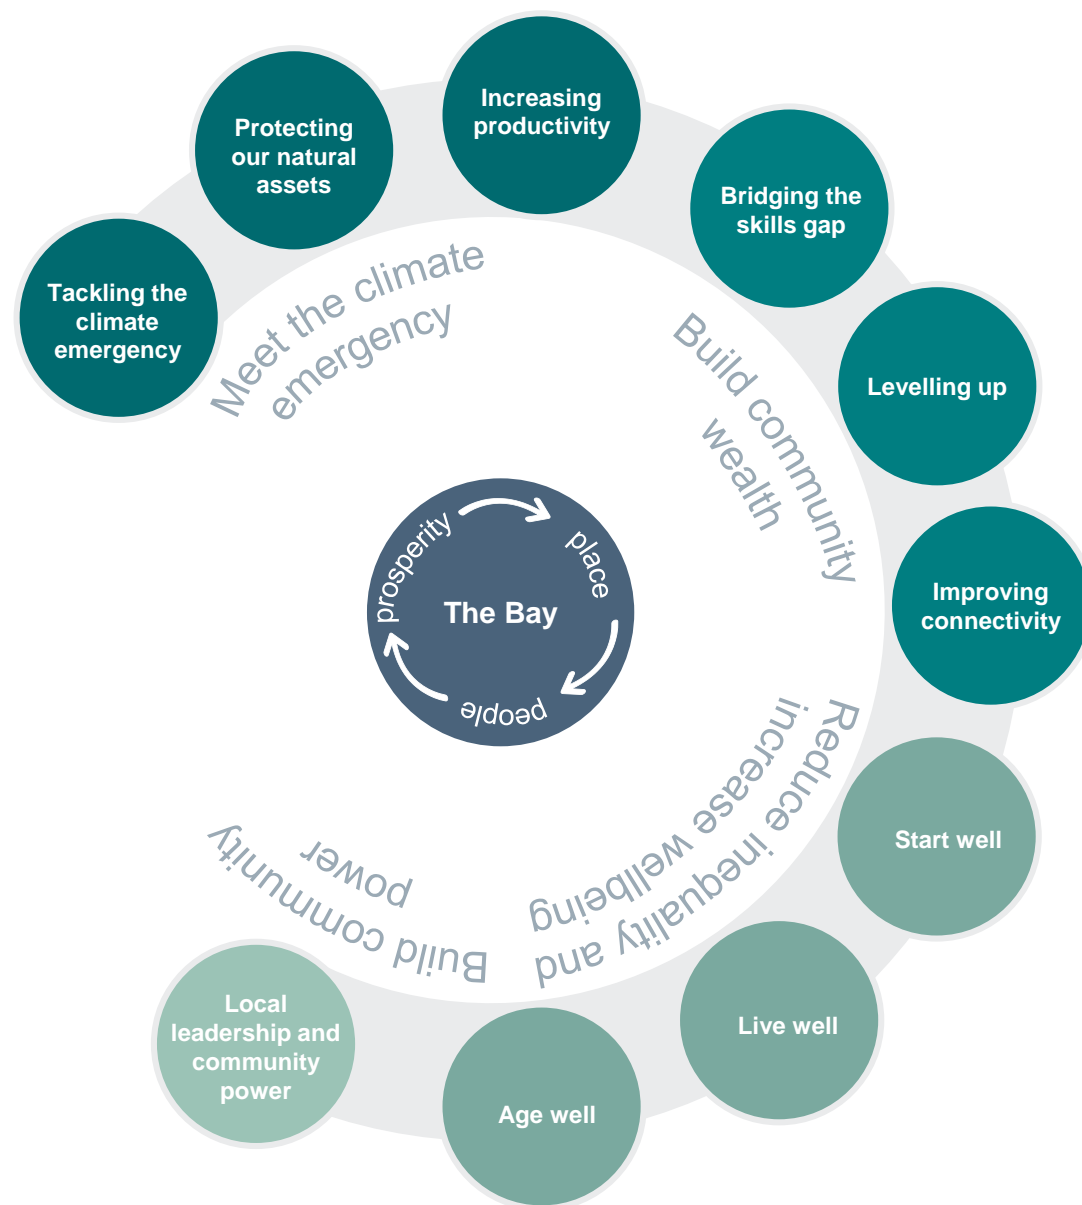 Increasing
productivity
Protecting
our natural
assets
Bridging the
skills gap
Tackling the
climate
emergency
Levelling up
Improving
connectivity
Start well
Live well
Age well
Local
leadership and
community
power
Meet the climate
emergency
Build community
wealth
Reduce inequality and
increase wellbeing
Build community
power
prosperity
place
people
The Bay